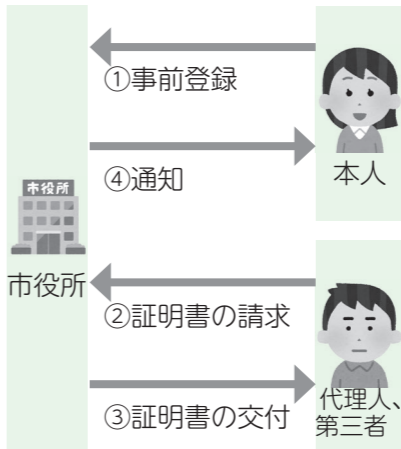 ①事前登録
④通知
本人
市役所
市役所
②証明書の請求
③証明書の交付
代理人、
第三者